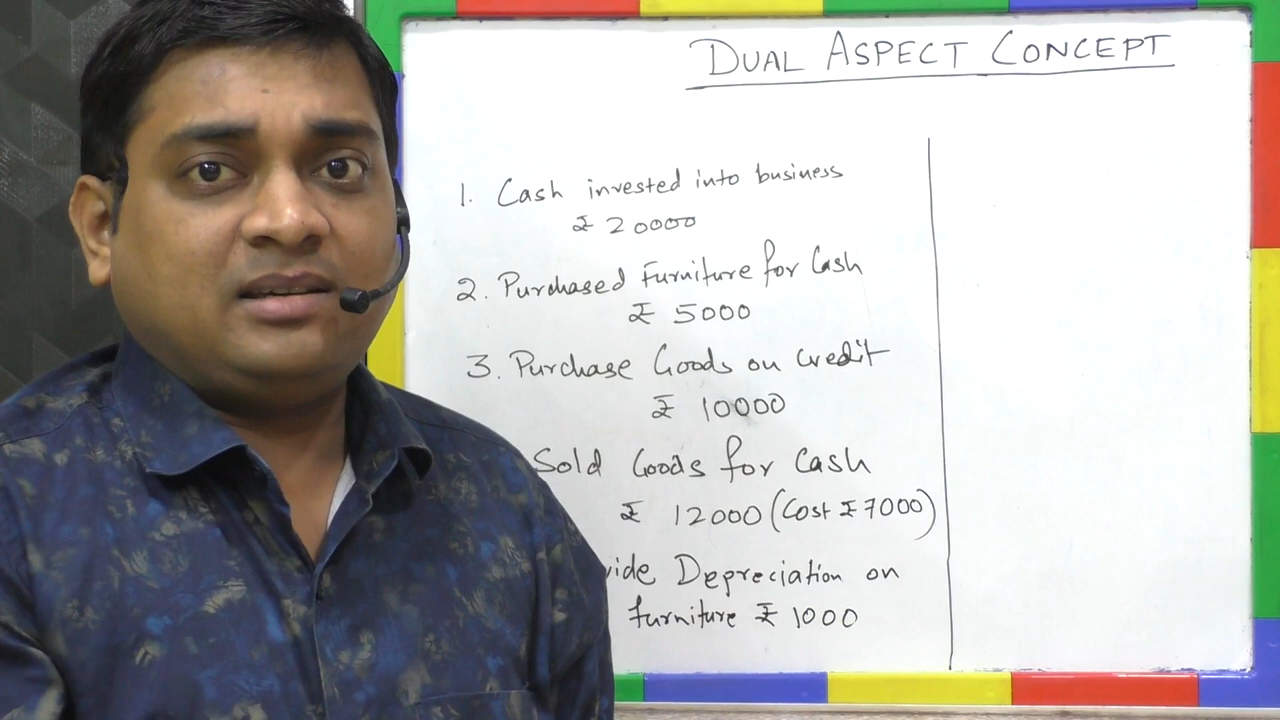 DUAL ASPECT CONCEPT
1. Cash invested into business
₹ 20000
2. Purchased Furniture for Cash
₹ 5000
3. Purchase Goods on Credit
₹ 10000
Sold Goods for Cash
₹ 12000 (Cost ₹ 7000)
vide Depreciation on
furniture ₹ 1000